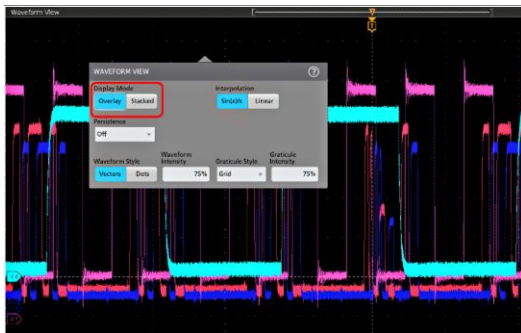 Waveform View
WAVEFORM VIEW
Display Mode
Interpolation
Overlay Stacked
Sin(x)/x Linear
Persistence
Off
Waveform Style
Waveform Intensity
Graticule Style
Graticule Intensity
Vectors Dots
75%
Grid
75%